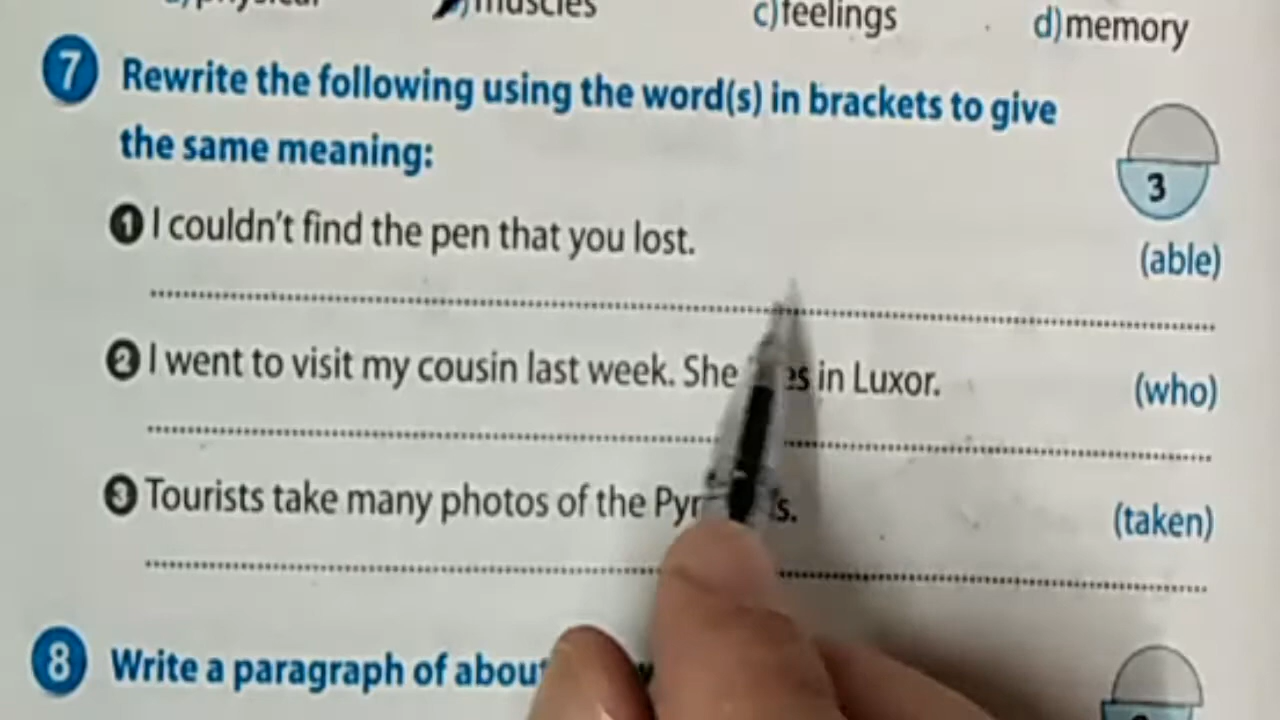 muscles c)feelings d)memory
7 Rewrite the following using the word(s) in brackets to give
the same meaning:
3
1 I couldn't find the pen that you lost. (able)
2 I went to visit my cousin last week. She in Luxor. (who)
3 Tourists take many photos of the (taken)
8 Write a paragraph of about